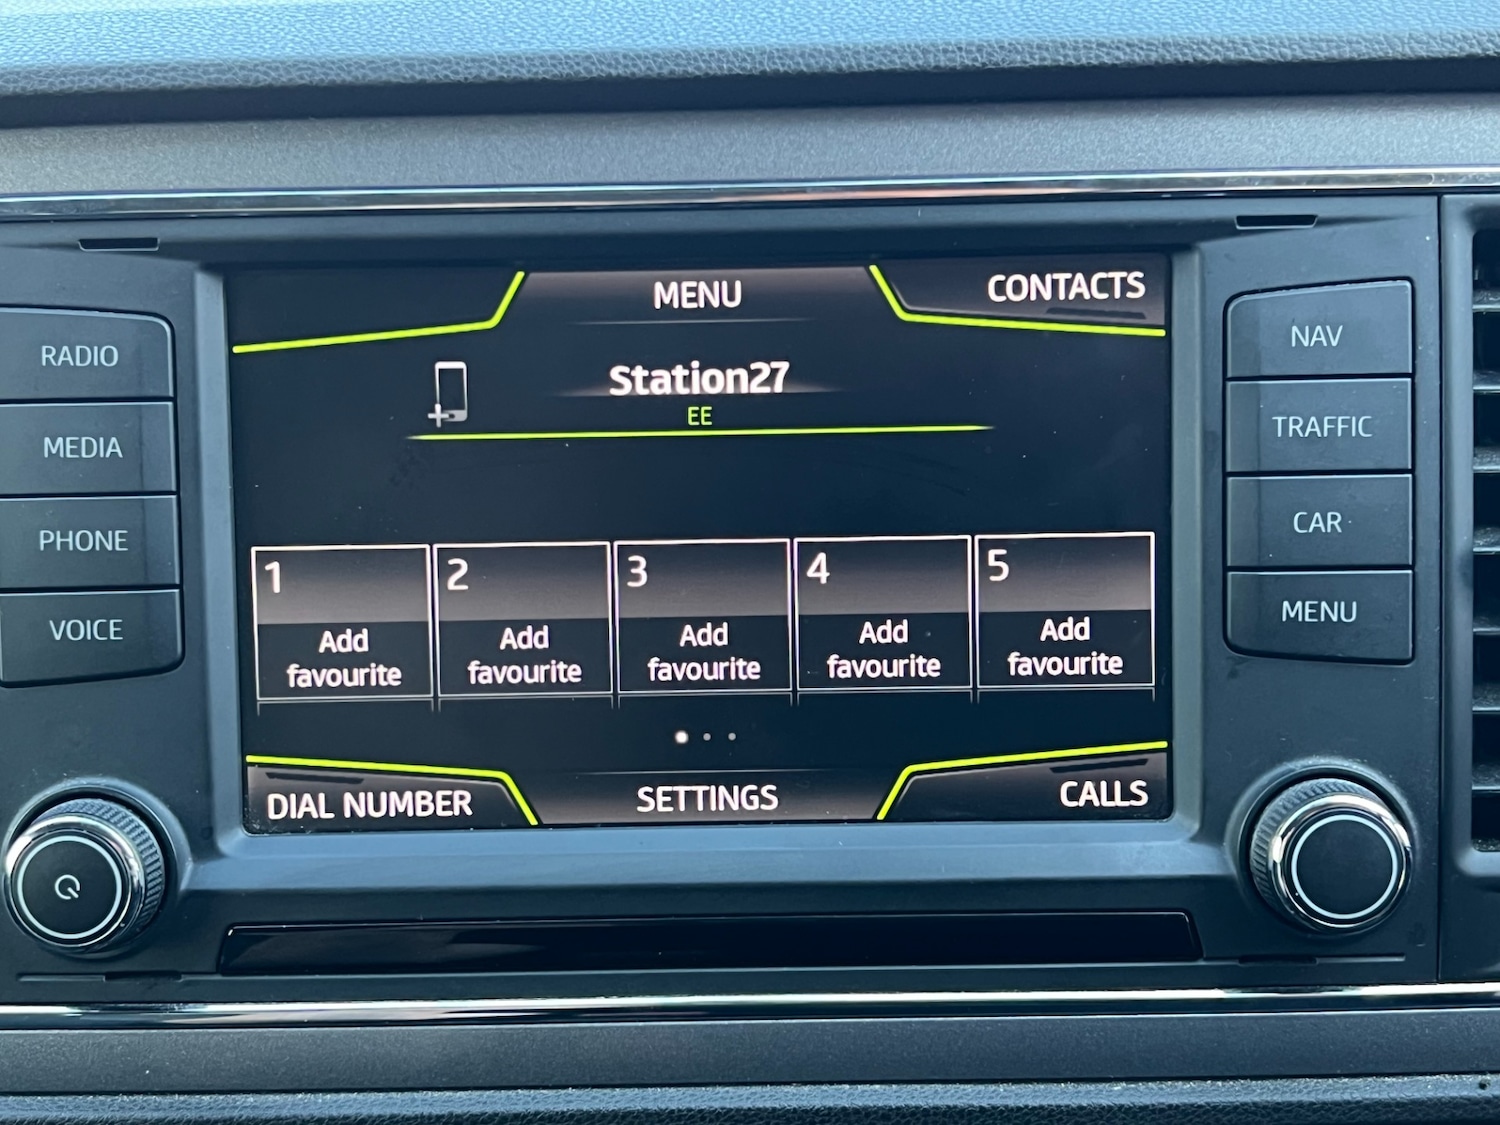 MENU
CONTACTS
Station27
EE
RADIO
MEDIA
PHONE
VOICE
NAV
TRAFFIC
CAR
MENU
1
Add
favourite
2
Add
favourite
3
Add
favourite
4
Add
favourite
5
Add
favourite
DIAL NUMBER
SETTINGS
CALLS